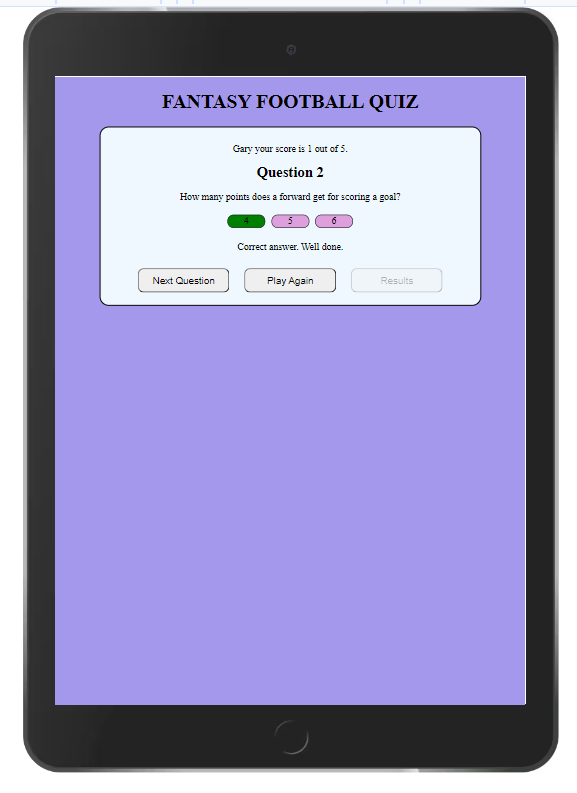 FANTASY FOOTBALL QUIZ
Gary your score is 1 out of 5.
Question 2
How many points does a forward get for scoring a goal?
4 5 6
Correct answer. Well done.
Next Question Play Again Results